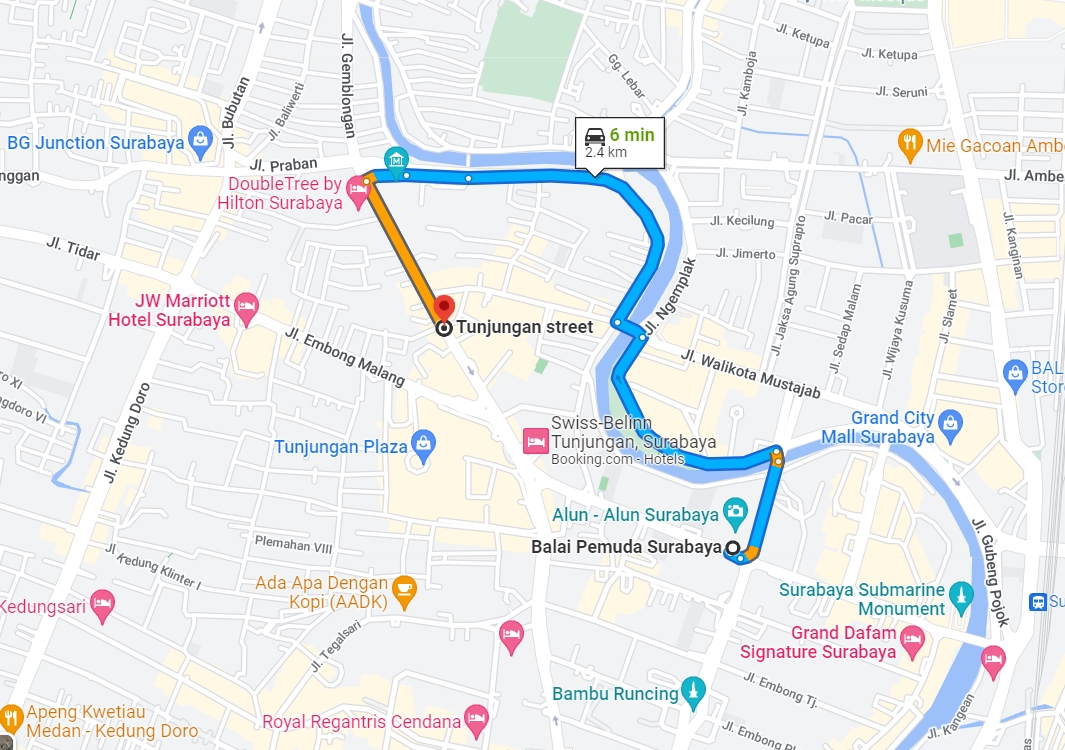 Jl. Gemblongan
Jl. Bubutan
Jl. Baliwerti
Gg. Lebar
Jl. Kamboja
Jl. Ketupa
Jl. Ketupa
Jl. Seruni
BG Junction Surabaya
6 min
2.4 km
Mie Gacoan Amb
nggan
Jl. Praban
Jl. Ambe
DoubleTree by
Hilton Surabaya
Jl. Kecilung
Jl. Pacar
Jl. Kanginan
Jl. Tidar
Jl. Jimerto
Jl. Ngemplak
Jl. Jaksa Agung Suprapto
Jl. Sedap Malam
Jl. Wijaya Kusuma
Jl. Slamet
JW Marriott
Hotel Surabaya
Tunjungan street
Jl. Embong Malang
Jl. Walikota Mustajab
BAL
Store
ro XI
ngdoro VI
Jl. Kedung Doro
Grand City
Mall Surabaya
Tunjungan Plaza
Swiss-Belinn
Tunjungan, Surabaya
Booking.com - Hotels
Alun - Alun Surabaya
Balai Pemuda Surabaya
Jl. Gubeng Pojok
Plemahan VIII
Jl. Kedung Klinter I
Ada Apa Dengan
Kopi (AADK)
Surabaya Submarine
Monument
Su
Kedungsari
Jl. Tegalsari
Grand Dafam
Signature Surabaya
Bambu Runcing
Jl. Embong Tj.
Jl. Kangean
Apeng Kwetiau
Medan - Kedung Doro
Royal Regantris Cendana